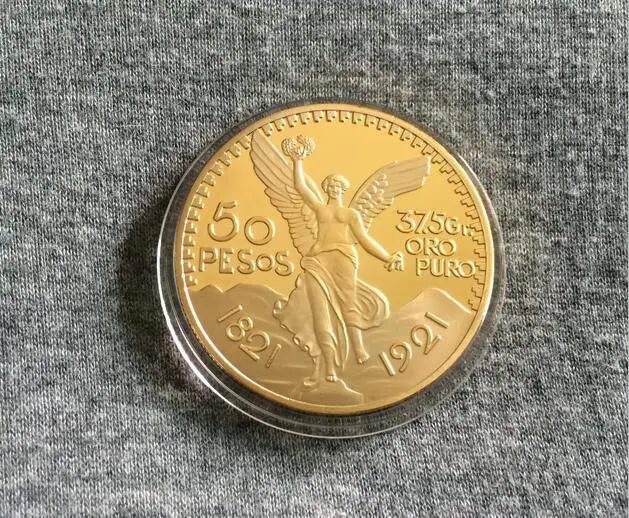 50
PESOS
37.5Gr.
ORO
PURO
1821
1921